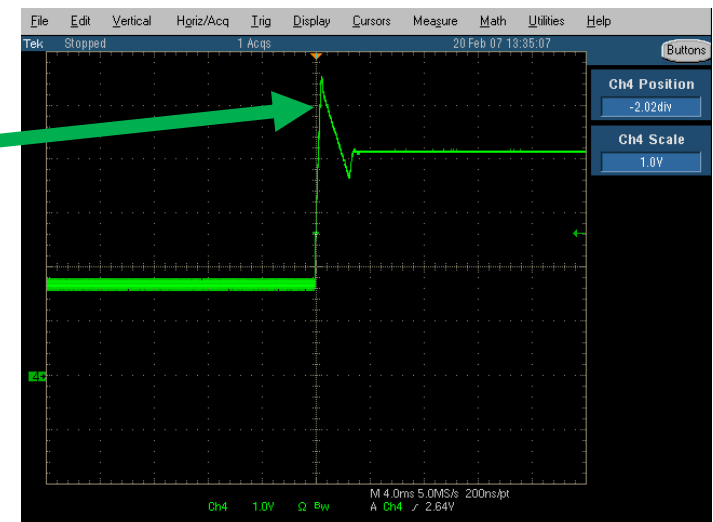 File Edit Vertical Horiz/Acq Trig Display Cursors Measure Math Utilities Help
Tek Stopped 1 Acqs 20 Feb 07 13:35:07
Buttons
Ch4 Position
-2.02div
Ch4 Scale
1.0V
4
M 4.0ms 5.0MS/s 200ns/pt
Ch4 1.0V Ω Bw A Ch4 ∕ 2.64V